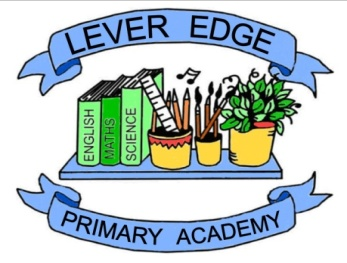 LEVER EDGE
ENGLISH
MATHS
SCIENCE
PRIMARY ACADEMY